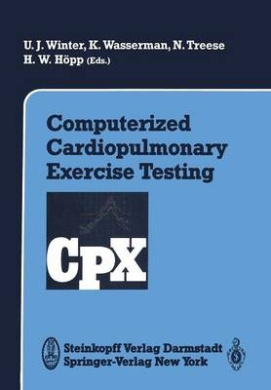 U. J. Winter, K. Wasserman, N. Treese
H. W. Höpp (Eds.)
Computerized
Cardiopulmonary
Exercise Testing
CpX
Steinkopff Verlag Darmstadt
Springer-Verlag New York